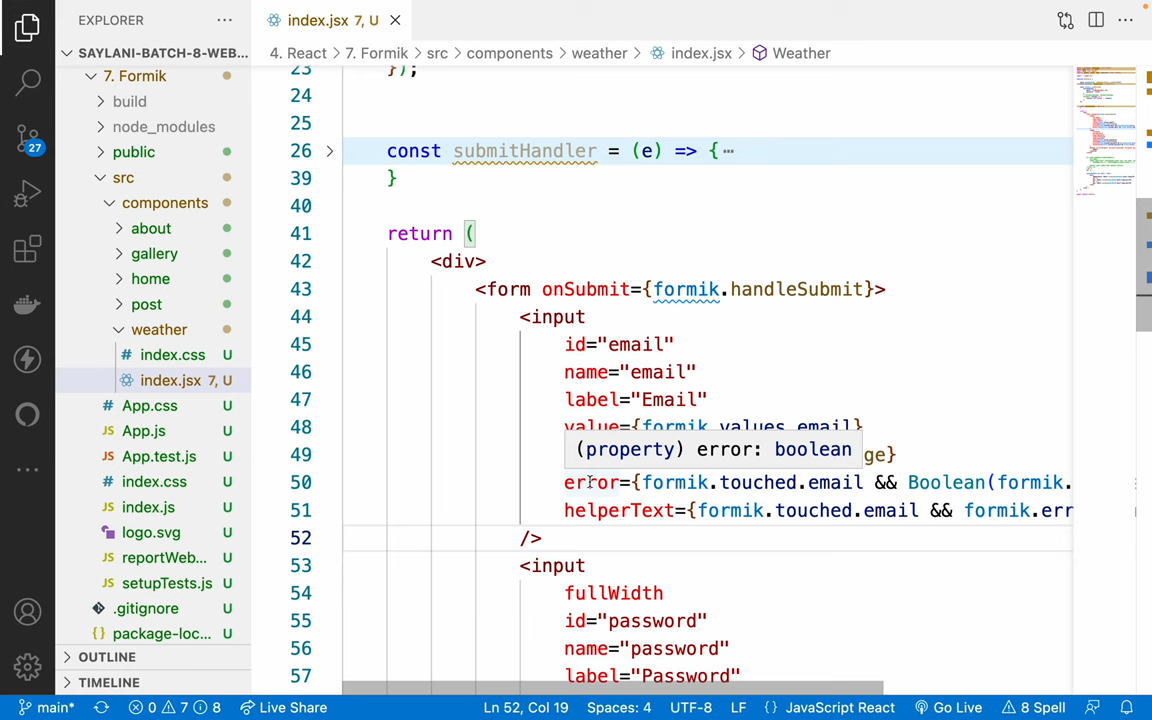 EXPLORER
SAYLANI-BATCH-8-WEB...
7. Formik
build
node_modules
public
src
components
about
gallery
home
post
weather
# index.css U
index.jsx 7, U
# App.css U
JS App.js U
JS App.test.js U
# index.css U
JS index.js U
logo.svg U
JS reportWeb... U
JS setupTests.js U
.gitignore U
{} package-loc... U
OUTLINE
TIMELINE
27
index.jsx 7, U
4. React > 7. Formik > src > components > weather > index.jsx > Weather
23 });
24
25
26 const submitHandler = (e) => {
39 }
40
41 return (
42 <div>
43 <form onSubmit={formik.handleSubmit}>
44 <input
45 id="email"
46 name="email"
47 label="Email"
48 value={formik.values.email}
(property) error: boolean
49 ge}
50 error={formik.touched.email && Boolean(formik.
51 helperText={formik.touched.email && formik.err
52 />
53 <input
54 fullWidth
55 id="password"
56 name="password"
57 label="Password"
main* 0 7 8 Live Share Ln 52, Col 19 Spaces: 4 UTF-8 LF {} JavaScript React Go Live 8 Spell